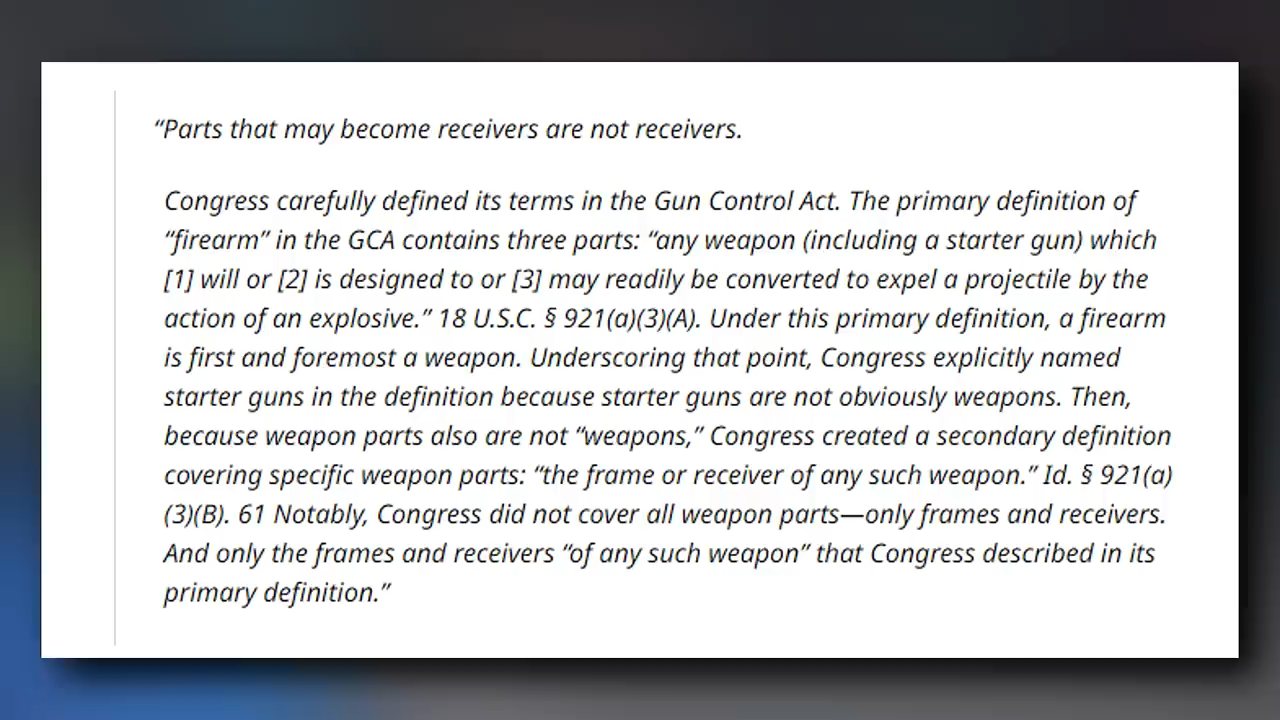 “Parts that may become receivers are not receivers.
Congress carefully defined its terms in the Gun Control Act. The primary definition of
“firearm” in the GCA contains three parts: “any weapon (including a starter gun) which
[1] will or [2] is designed to or [3] may readily be converted to expel a projectile by the
action of an explosive.” 18 U.S.C. § 921(a)(3)(A). Under this primary definition, a firearm
is first and foremost a weapon. Underscoring that point, Congress explicitly named
starter guns in the definition because starter guns are not obviously weapons. Then,
because weapon parts also are not “weapons,” Congress created a secondary definition
covering specific weapon parts: “the frame or receiver of any such weapon.” Id. § 921(a)
(3)(B). 61 Notably, Congress did not cover all weapon parts—only frames and receivers.
And only the frames and receivers “of any such weapon” that Congress described in its
primary definition.”